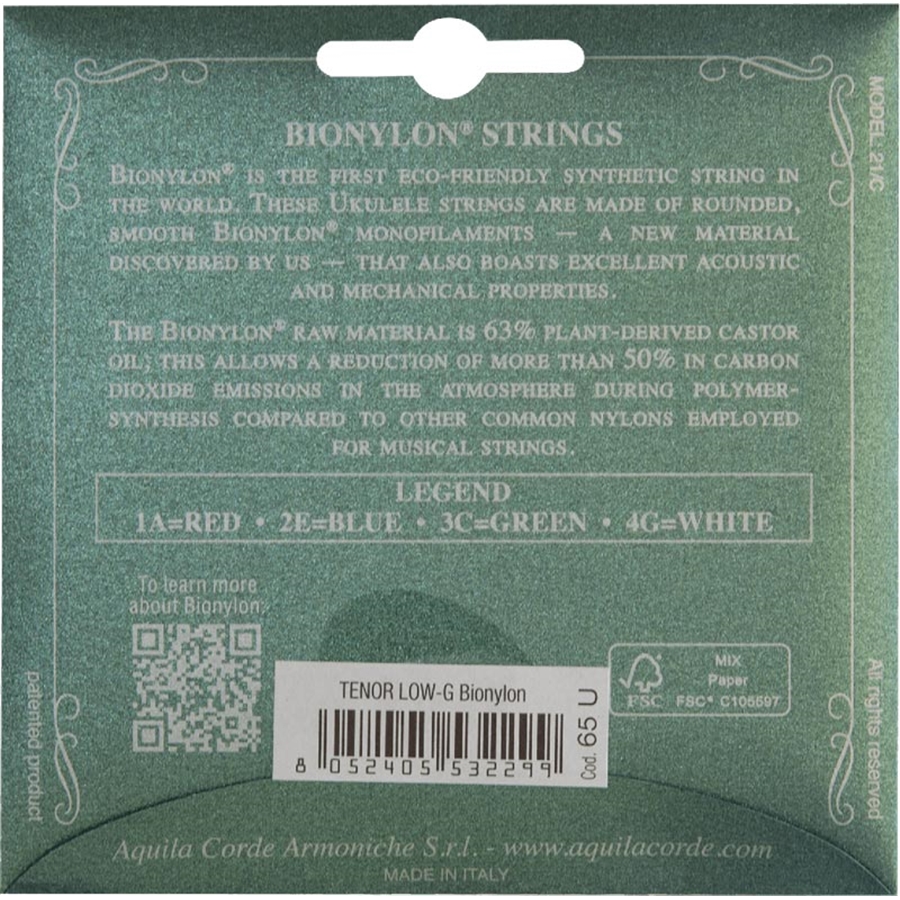 BIONYLON® STRINGS
BIONYLON® IS THE FIRST ECO-FRIENDLY SYNTHETIC STRING IN
THE WORLD. THESE UKULELE STRINGS ARE MADE OF ROUNDED,
SMOOTH BIONYLON® MONOFILAMENTS — A NEW MATERIAL
DISCOVERED BY US — THAT ALSO BOASTS EXCELLENT ACOUSTIC
AND MECHANICAL PROPERTIES.
THE BIONYLON® RAW MATERIAL IS 63% PLANT-DERIVED CASTOR
OIL; THIS ALLOWS A REDUCTION OF MORE THAN 50% IN CARBON
DIOXIDE EMISSIONS IN THE ATMOSPHERE DURING POLYMER-
SYNTHESIS COMPARED TO OTHER COMMON NYLONS EMPLOYED
FOR MUSICAL STRINGS.
LEGEND
1A=RED • 2E=BLUE • 3C=GREEN • 4G=WHITE
To learn more
about Bionylon:
TENOR LOW-G Bionylon
8 052405 532299
Cod. 65 U
FSC
MIX
Paper
FSC® C105597
Aquila Corde Armoniche S.r.l. - www.aquilacorde.com
MADE IN ITALY
MODEL 21/C
All rights reserved
patented product